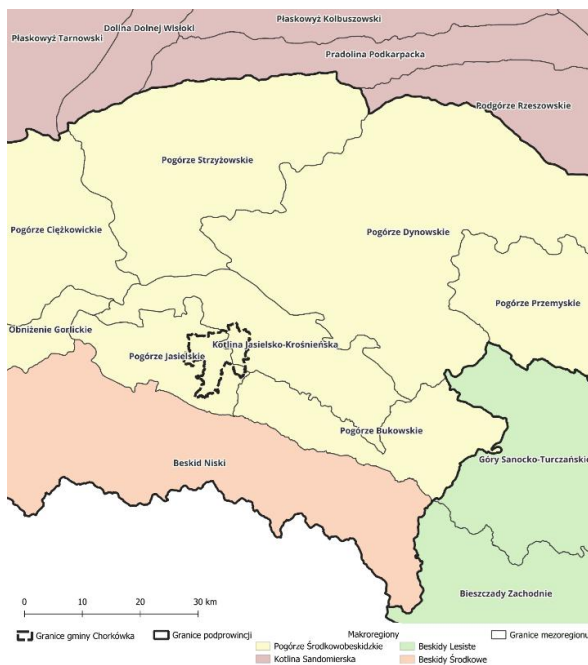 Płaskowyż Kolbuszowski
Dolina Dolnej Wisłoki
Płaskowyż Tarnowski
Pradolina Podkarpacka
Podgórze Rzeszowskie
Pogórze Strzyżowskie
Pogórze Ciężkowickie
Pogórze Dynowskie
Pogórze Przemyskie
Obniżenie Gorlickie
Kotlina Jasielsko-Krośnieńska
Pogórze Jasielskie
Pogórze Bukowskie
Góry Sanocko-Turczańskie
Beskid Niski
Bieszczady Zachodnie
0 10 20 30 km
Granice gminy Chorkówka
Granice podprowincji
Makroregiony
Granice mezoregionu
Pogórze Środkowobeskidzkie
Beskidy Lesiste
Kotlina Sandomierska
Beskidy Środkowe